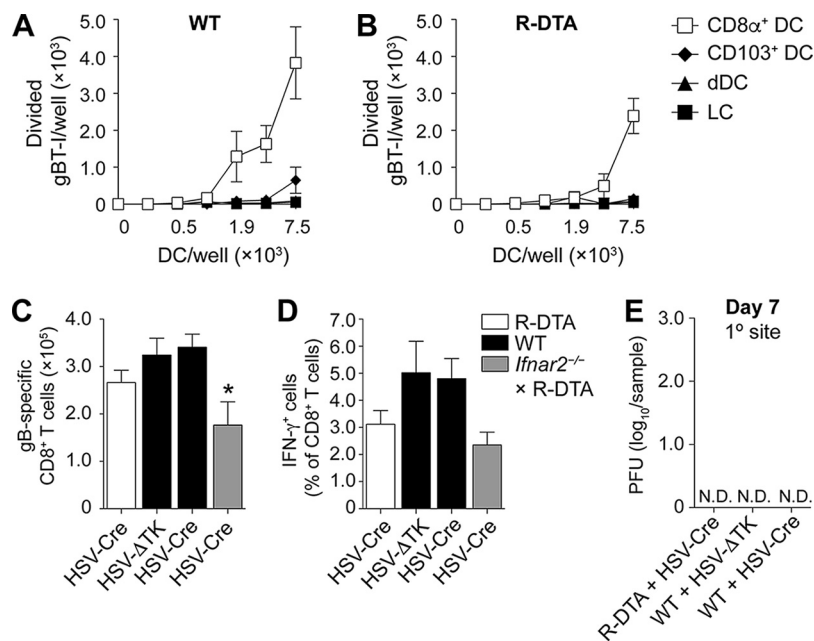 A
WT
Divided
gBT-I/well (×10³)
5.0
4.0
3.0
2.0
1.0
0
0
0.5
1.9
7.5
DC/well (×10³)
B
R-DTA
Divided
gBT-I/well (×10³)
5.0
4.0
3.0
2.0
1.0
0
0
0.5
1.9
7.5
DC/well (×10³)
CD8α⁺ DC
CD103⁺ DC
dDC
LC
C
gB-specific
CD8⁺ T cells (×10⁵)
4.0
3.0
2.0
1.0
0
*
HSV-Cre
HSV-ΔTK
HSV-Cre
HSV-Cre
D
IFN-γ⁺ cells
(% of CD8⁺ T cells)
7.0
6.0
5.0
4.0
3.0
2.0
1.0
0
HSV-Cre
HSV-ΔTK
HSV-Cre
HSV-Cre
R-DTA
WT
Ifnar2⁻/⁻
× R-DTA
E
Day 7
1º site
PFU (log₁₀/sample)
3.0
2.0
1.0
0
N.D. N.D. N.D.
R-DTA + HSV-Cre
WT + HSV-ΔTK
WT + HSV-Cre